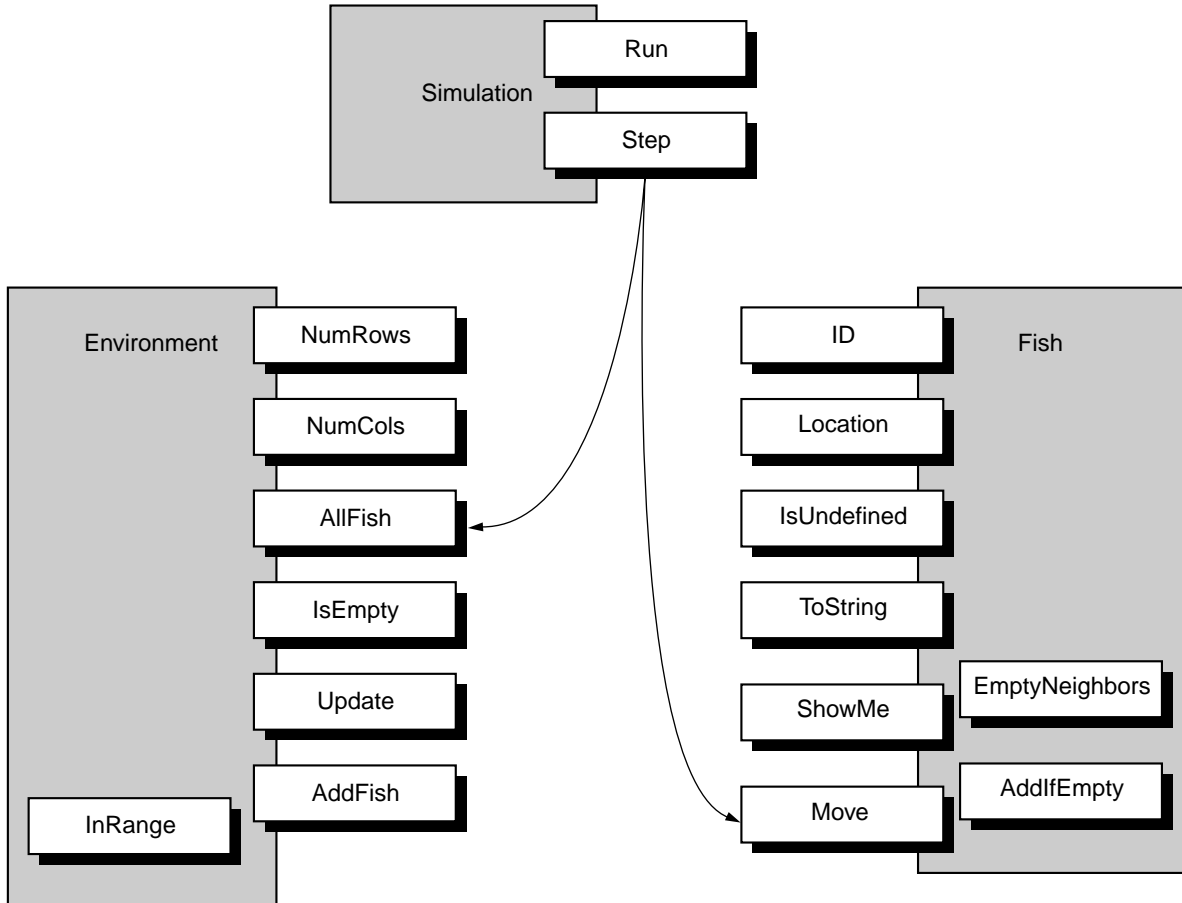 Run
Simulation
Step
Environment
NumRows
NumCols
AllFish
IsEmpty
Update
AddFish
InRange
ID
Fish
Location
IsUndefined
ToString
EmptyNeighbors
ShowMe
AddIfEmpty
Move